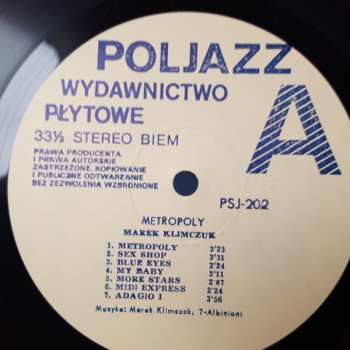 POLJAZZ
WYDAWNICTWO
PŁYTOWE
A
33⅓ STEREO BIEM
PRAWA PRODUCENTA
I PRAWA AUTORSKIE
ZASTRZEŻONE, KOPIOWANIE
I PUBLICZNE ODTWARZANIE
BEZ ZEZWOLENIA WZBRONIONE
PSJ-202
METROPOLY
MAREK KLIMCZUK
1. METROPOLY 3'23
2. SEX SHOP 3'31
3. BLUE EYES 2'24
4. MY BABY 3'11
5. MORE STARS 2'07
6. MIDI EXPRESS 2'24
7. ADAGIO I 3'56
Muzyka: Marek Klimczuk, 7-Albinioni